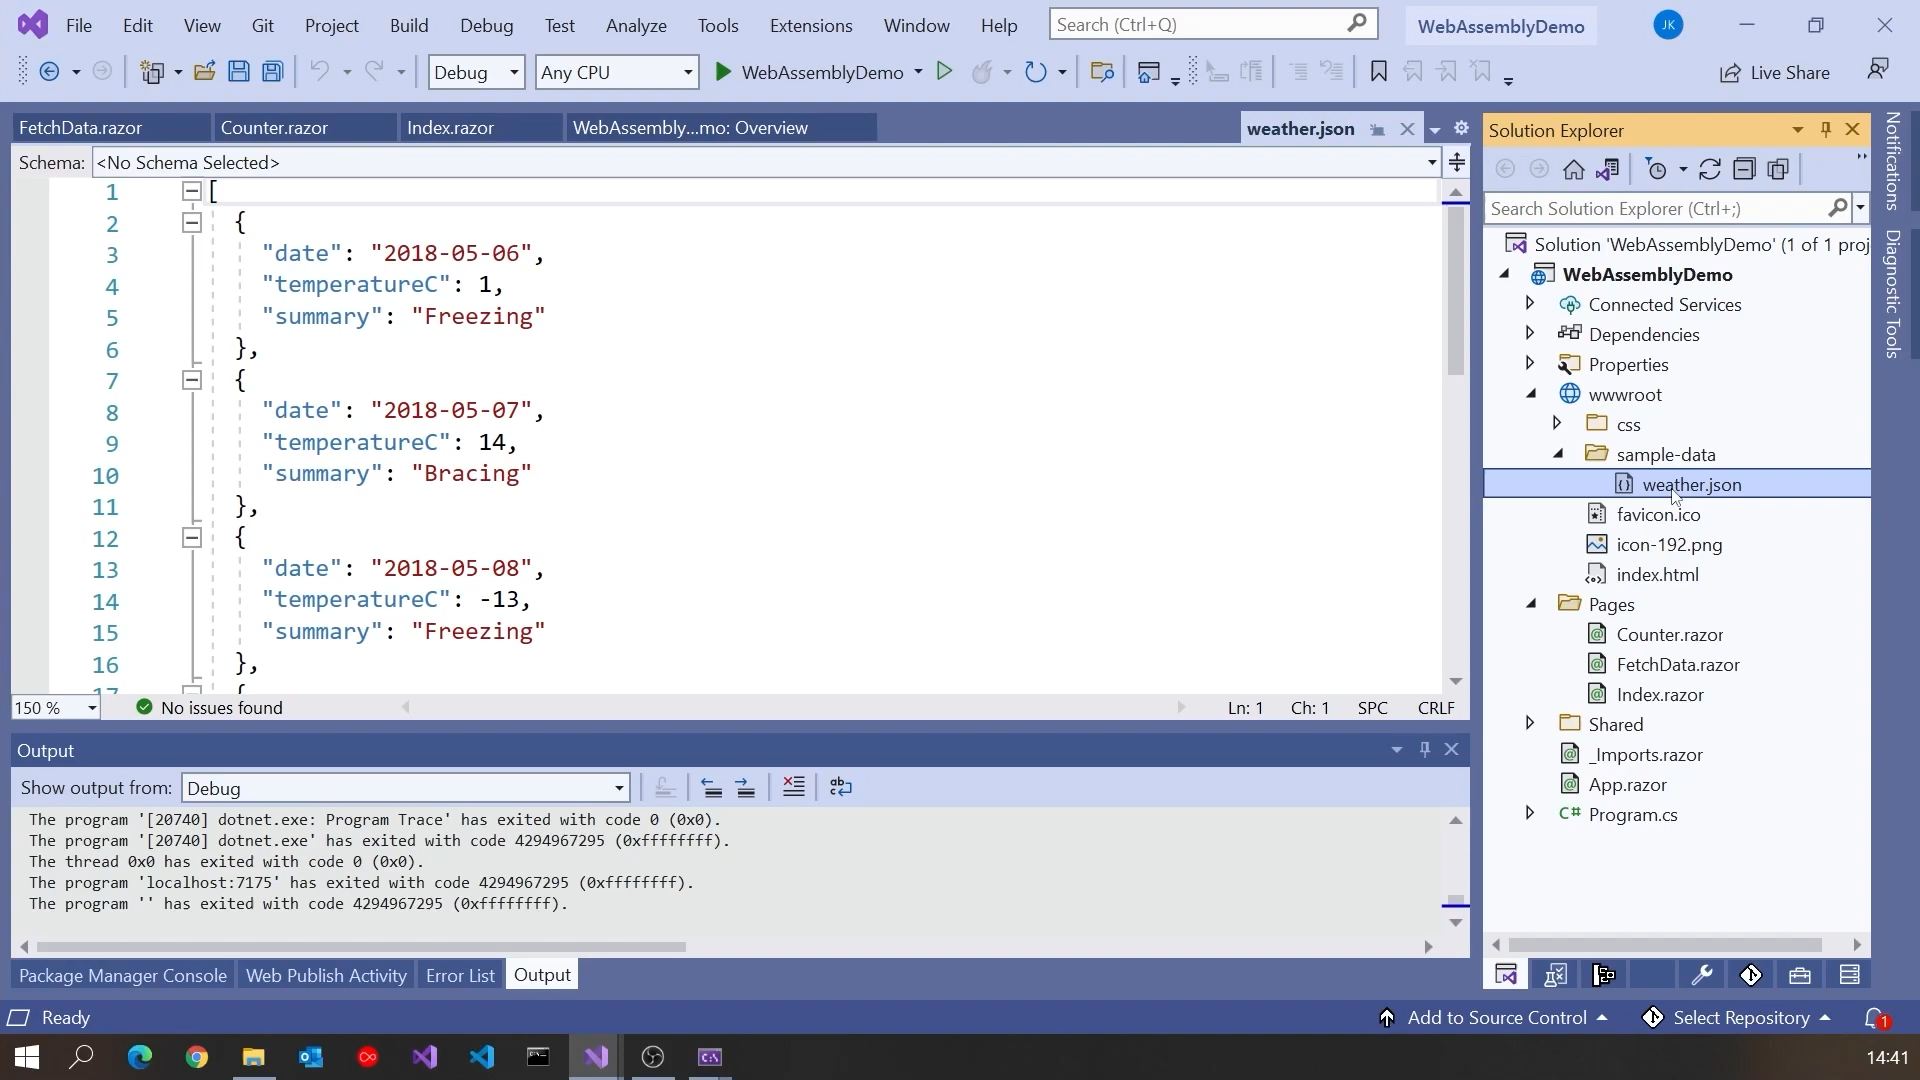 File Edit View Git Project Build Debug Test Analyze Tools Extensions Window Help Search (Ctrl+Q) WebAssemblyDemo JK
Debug Any CPU WebAssemblyDemo Live Share
FetchData.razor Counter.razor Index.razor WebAssembly...mo: Overview weather.json
Schema: <No Schema Selected>
1 [
2 {
3 "date": "2018-05-06",
4 "temperatureC": 1,
5 "summary": "Freezing"
6 },
7 {
8 "date": "2018-05-07",
9 "temperatureC": 14,
10 "summary": "Bracing"
11 },
12 {
13 "date": "2018-05-08",
14 "temperatureC": -13,
15 "summary": "Freezing"
16 },
17 {
150 % No issues found Ln: 1 Ch: 1 SPC CRLF
Output
Show output from: Debug
The program '[20740] dotnet.exe: Program Trace' has exited with code 0 (0x0).
The program '[20740] dotnet.exe' has exited with code 4294967295 (0xffffffff).
The thread 0x0 has exited with code 0 (0x0).
The program 'localhost:7175' has exited with code 4294967295 (0xffffffff).
The program '' has exited with code 4294967295 (0xffffffff).
Package Manager Console Web Publish Activity Error List Output
Solution Explorer
Search Solution Explorer (Ctrl+;)
Solution 'WebAssemblyDemo' (1 of 1 proj
WebAssemblyDemo
Connected Services
Dependencies
Properties
wwwroot
css
sample-data
weather.json
favicon.ico
icon-192.png
index.html
Pages
Counter.razor
FetchData.razor
Index.razor
Shared
_Imports.razor
App.razor
C# Program.cs
Notifications
Diagnostic Tools
Ready Add to Source Control Select Repository 1
14:41